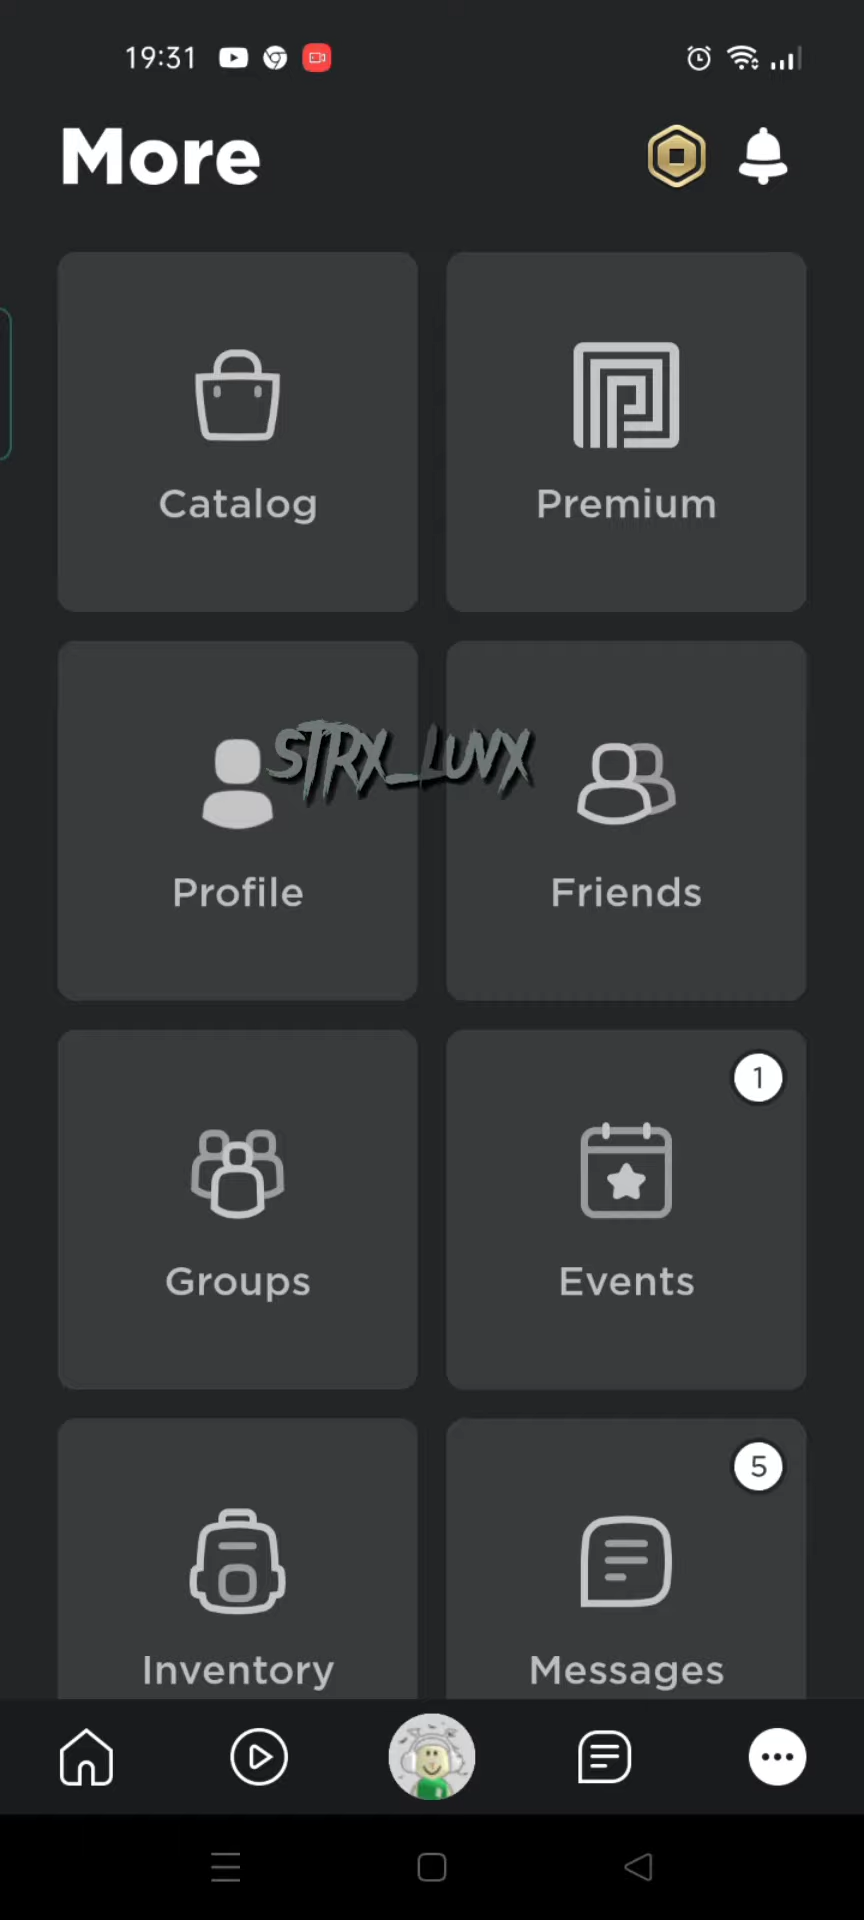 19:31
More
Catalog
Premium
STRX_LUVX
Profile
Friends
1
Groups
Events
5
Inventory
Messages